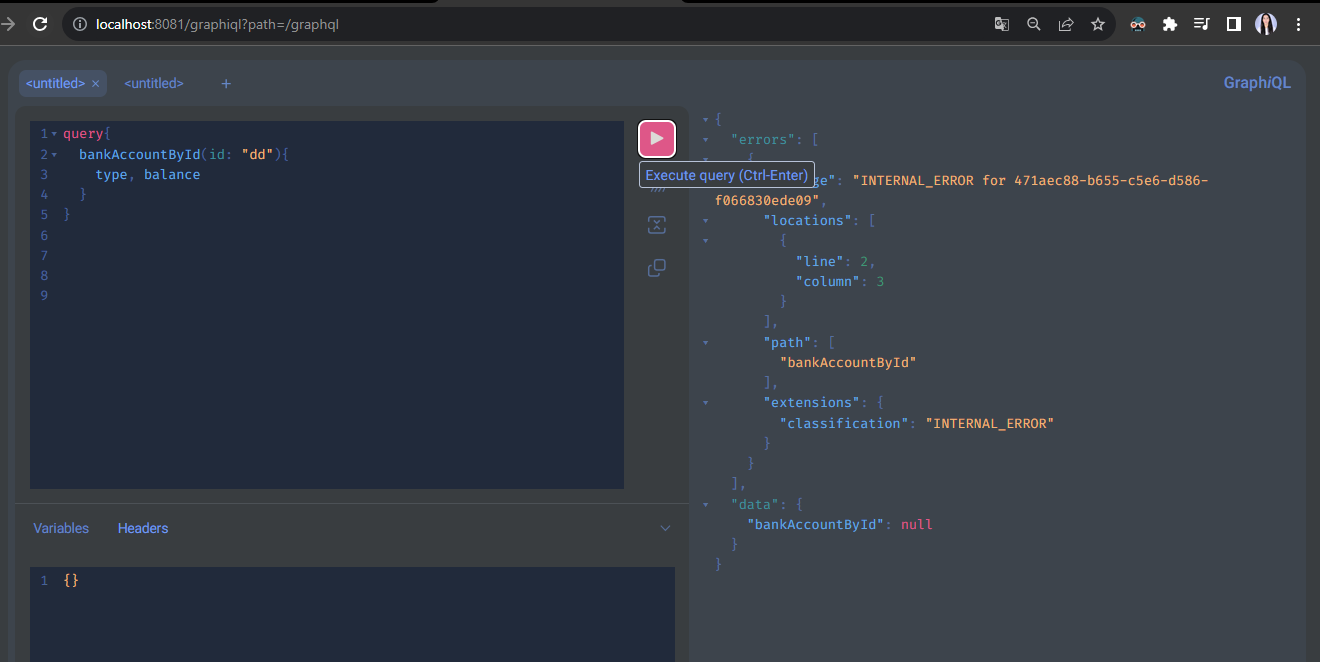 localhost:8081/graphiql?path=/graphql
<untitled> × <untitled> +
GraphiQL
1 query{
2 bankAccountById(id: "dd"){
3 type, balance
4 }
5 }
6
7
8
9
Execute query (Ctrl-Enter)
{
"errors": [
{
ge": "INTERNAL_ERROR for 471aec88-b655-c5e6-d586-
f066830ede09",
"locations": [
{
"line": 2,
"column": 3
}
],
"path": [
"bankAccountById"
],
"extensions": {
"classification": "INTERNAL_ERROR"
}
}
],
"data": {
"bankAccountById": null
}
}
Variables Headers
1 {}